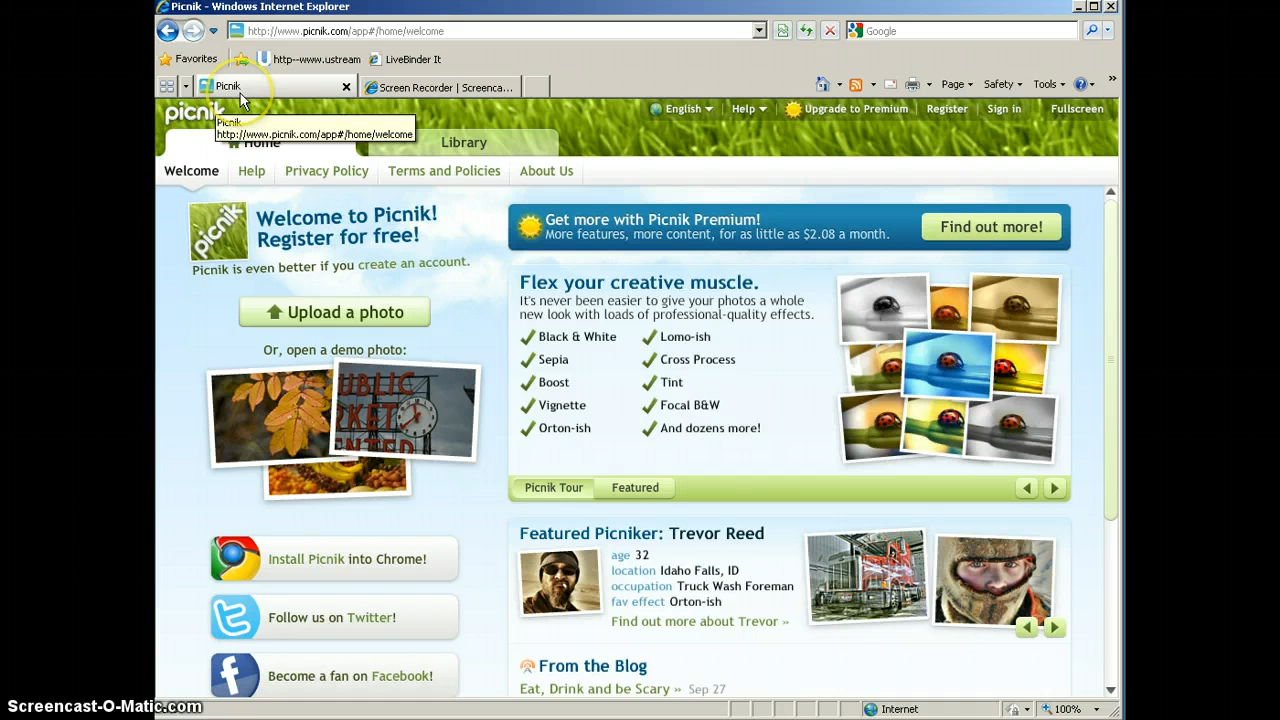 Picnik - Windows Internet Explorer
http://www.picnik.com/app#/home/welcome
Google
Favorites
http--www.ustream
LiveBinder It
Picnik
Screen Recorder | Screenca...
Page
Safety
Tools
picnik
English
Help
Upgrade to Premium
Register
Sign in
Fullscreen
Picnik
http://www.picnik.com/app#/home/welcome
Home
Library
Welcome
Help
Privacy Policy
Terms and Policies
About Us
picnik
Welcome to Picnik!
Register for free!
Picnik is even better if you create an account.
Upload a photo
Or, open a demo photo:
PUBLIC
MARKET
CENTER
Install Picnik into Chrome!
Follow us on Twitter!
Become a fan on Facebook!
Get more with Picnik Premium!
More features, more content, for as little as $2.08 a month.
Find out more!
Flex your creative muscle.
It's never been easier to give your photos a whole
new look with loads of professional-quality effects.
Black & White
Lomo-ish
Sepia
Cross Process
Boost
Tint
Vignette
Focal B&W
Orton-ish
And dozens more!
Picnik Tour
Featured
Featured Picniker: Trevor Reed
age 32
location Idaho Falls, ID
occupation Truck Wash Foreman
fav effect Orton-ish
Find out more about Trevor »
From the Blog
Eat, Drink and be Scary » Sep 27
Internet
100%
Screencast-O-Matic.com